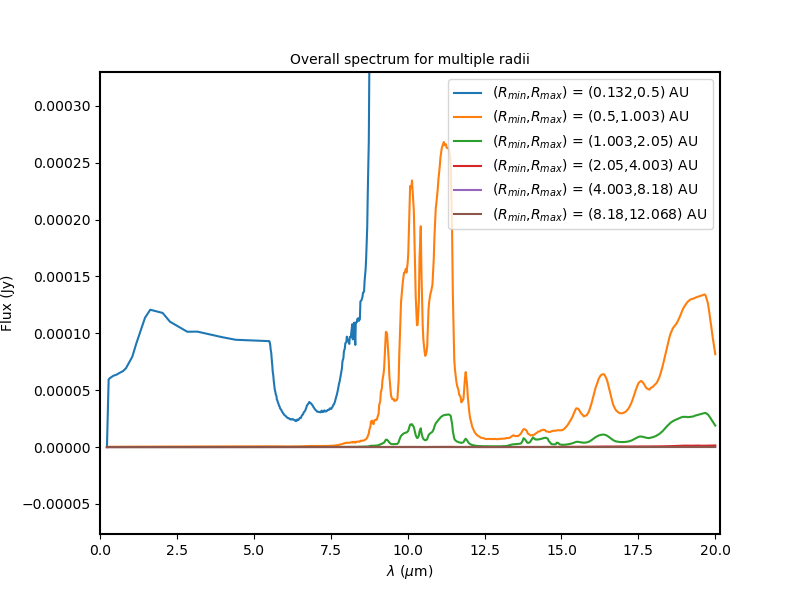 Overall spectrum for multiple radii
(Rmin,Rmax) = (0.132,0.5) AU
(Rmin,Rmax) = (0.5,1.003) AU
(Rmin,Rmax) = (1.003,2.05) AU
(Rmin,Rmax) = (2.05,4.003) AU
(Rmin,Rmax) = (4.003,8.18) AU
(Rmin,Rmax) = (8.18,12.068) AU
Flux (Jy)
0.00030
0.00025
0.00020
0.00015
0.00010
0.00005
0.00000
−0.00005
0.0 2.5 5.0 7.5 10.0 12.5 15.0 17.5 20.0
λ (μm)